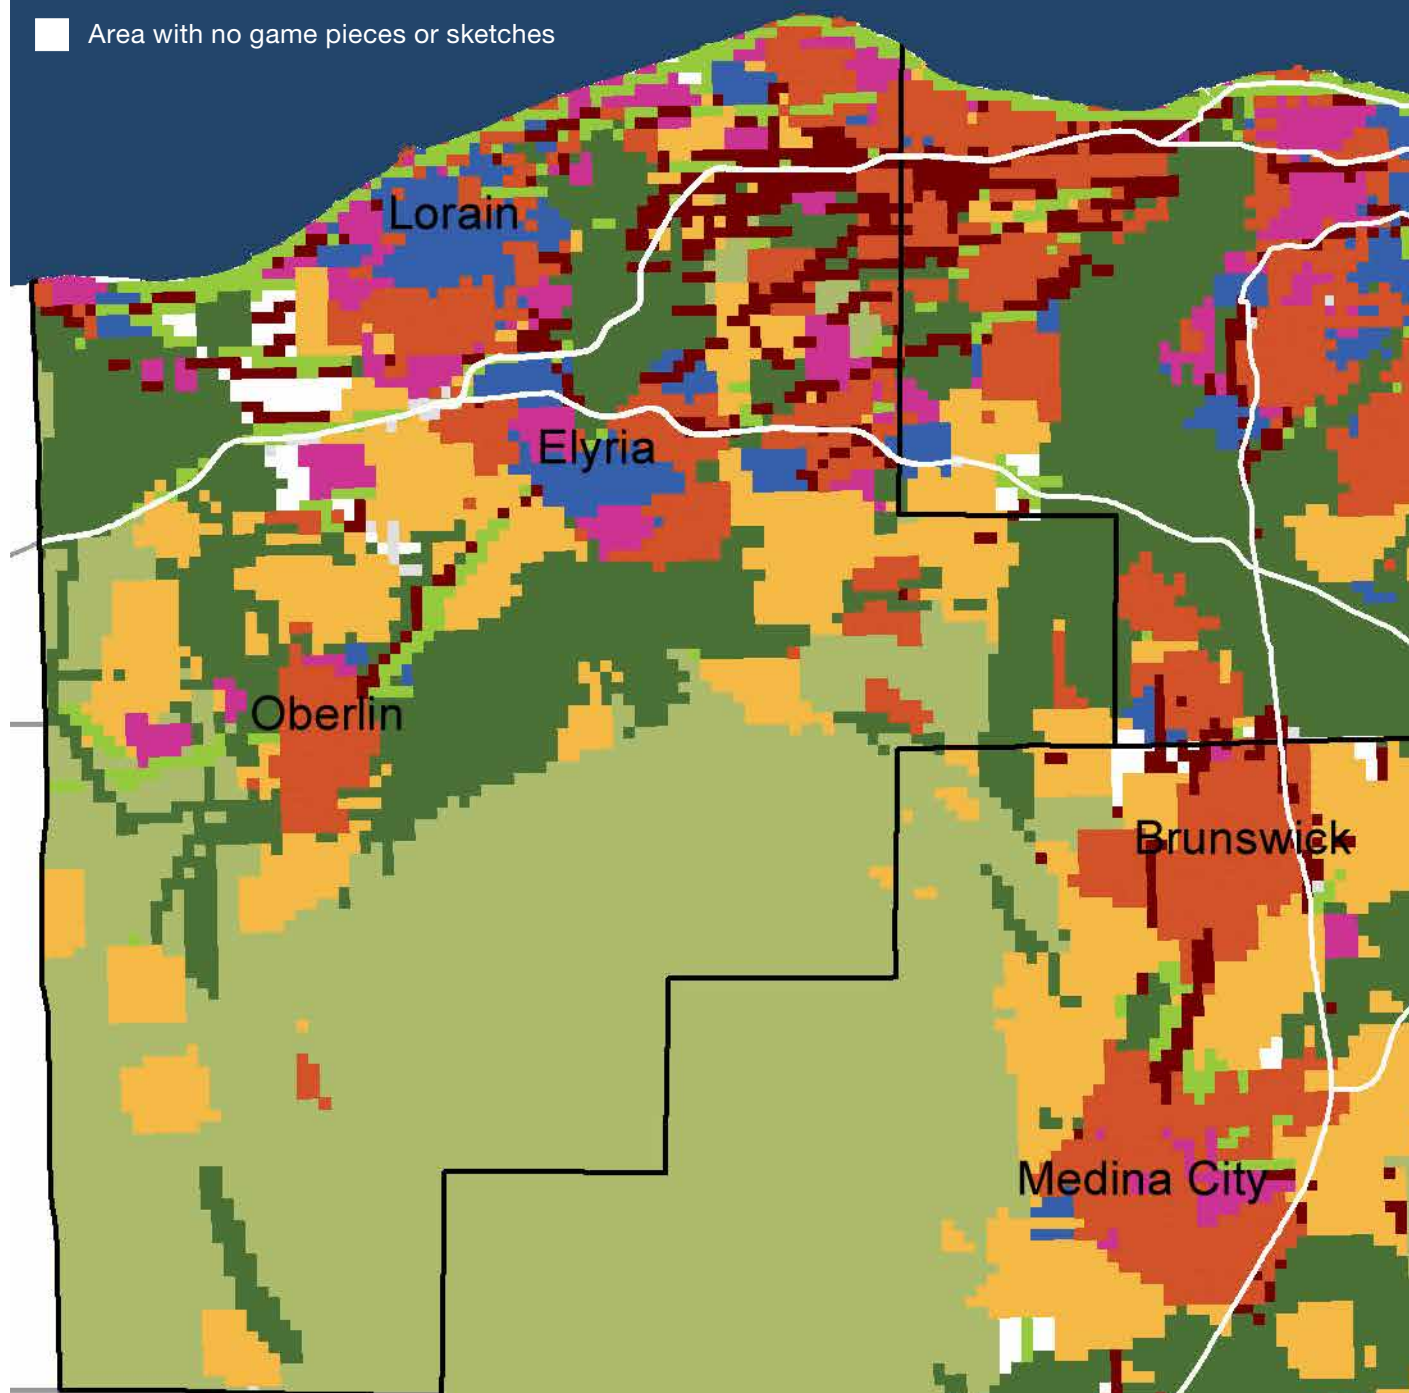 Area with no game pieces or sketches
Lorain
Elyria
Oberlin
Brunswick
Medina City